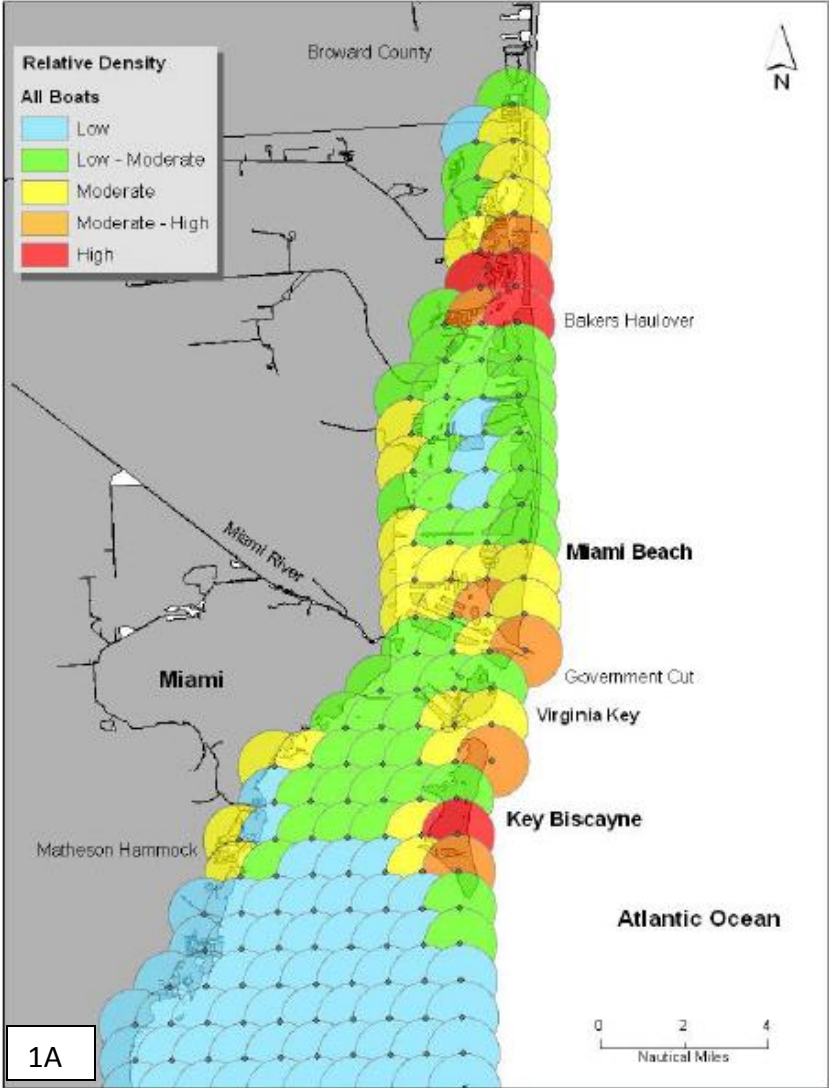 Broward County
N
Relative Density
All Boats
Low
Low - Moderate
Moderate
Moderate - High
High
Bakers Haulover
Miami River
Miami Beach
Miami
Government Cut
Virginia Key
Key Biscayne
Matheson Hammock
Atlantic Ocean
0 2 4
Nautical Miles
1A